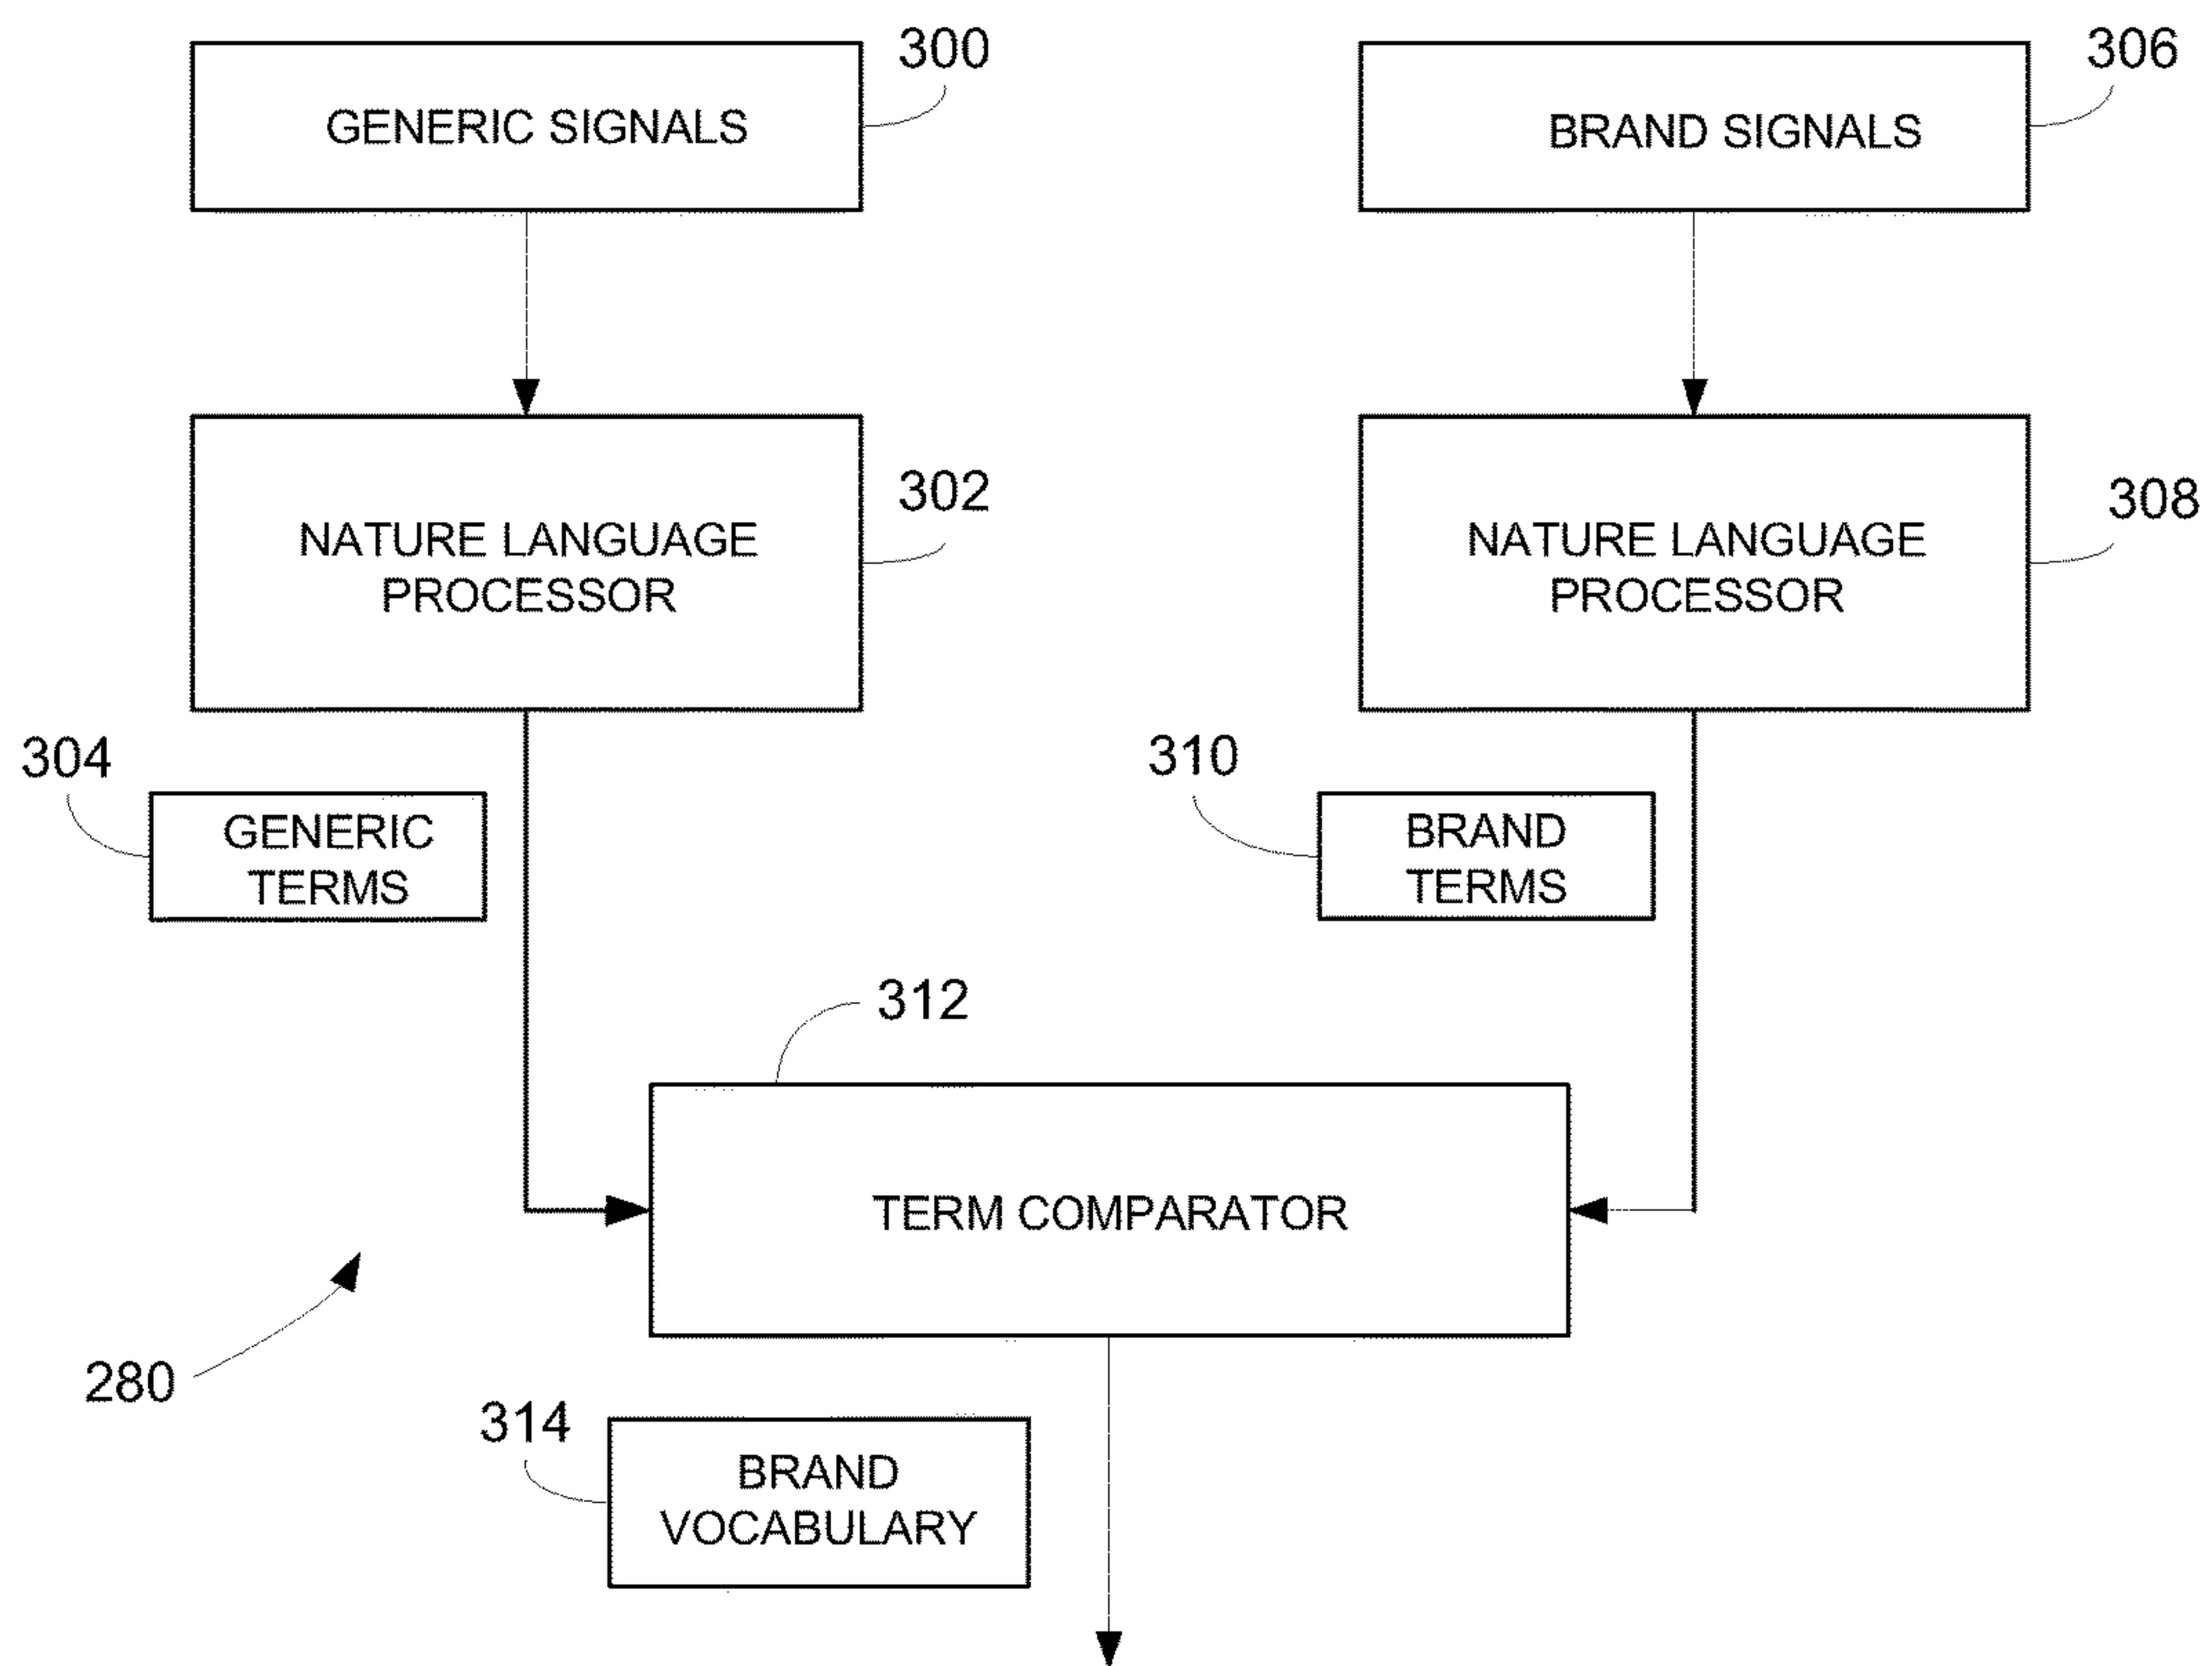 300
GENERIC SIGNALS
306
BRAND SIGNALS
302
NATURE LANGUAGE
PROCESSOR
308
NATURE LANGUAGE
PROCESSOR
304
GENERIC
TERMS
310
BRAND
TERMS
312
TERM COMPARATOR
280
314
BRAND
VOCABULARY